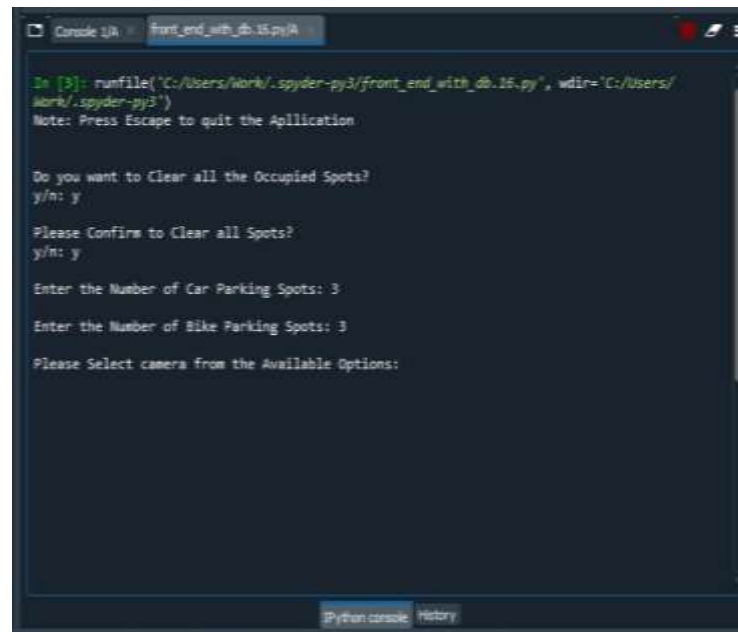 Console 1/A front_end_with_db.16.py/A
In [3]: runfile('C:/Users/Work/.spyder-py3/front_end_with_db.16.py', wdir='C:/Users/
Work/.spyder-py3')
Note: Press Escape to quit the Apllication
Do you want to Clear all the Occupied Spots?
y/n: y
Please Confirm to Clear all Spots?
y/n: y
Enter the Number of Car Parking Spots: 3
Enter the Number of Bike Parking Spots: 3
Please Select camera from the Available Options:
IPython console History